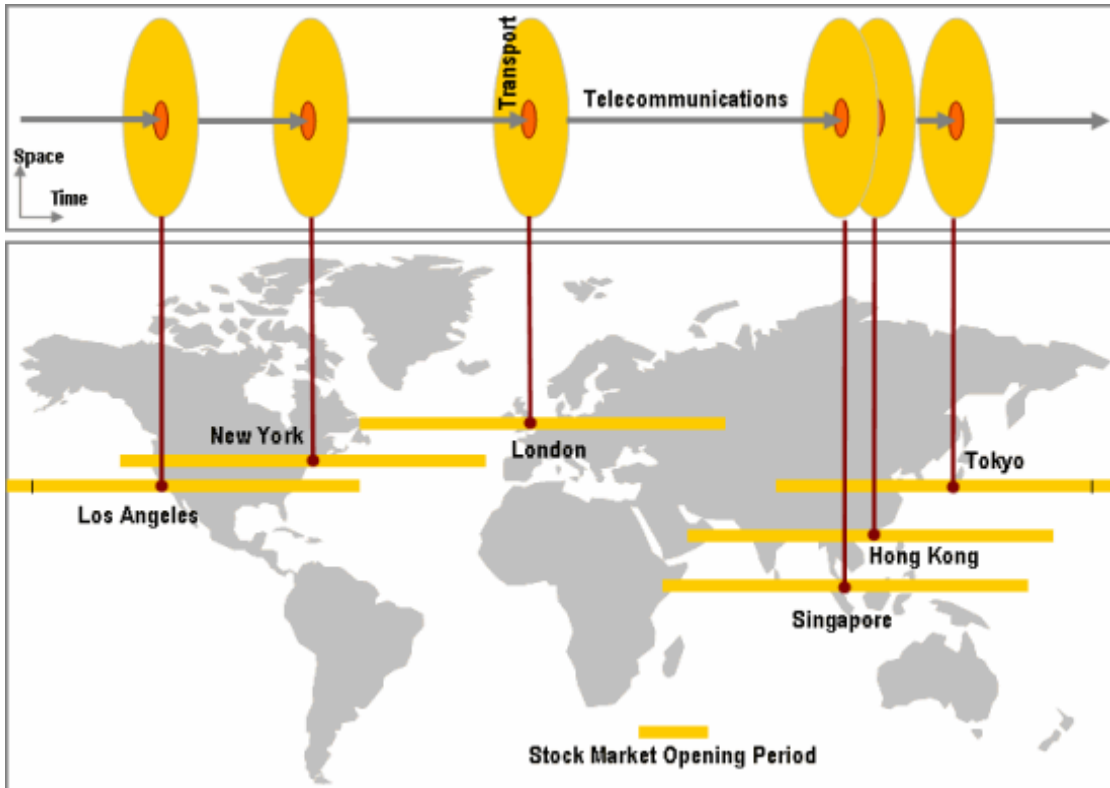 Transport
Telecommunications
Space
Time
New York
London
Tokyo
Los Angeles
Hong Kong
Singapore
Stock Market Opening Period